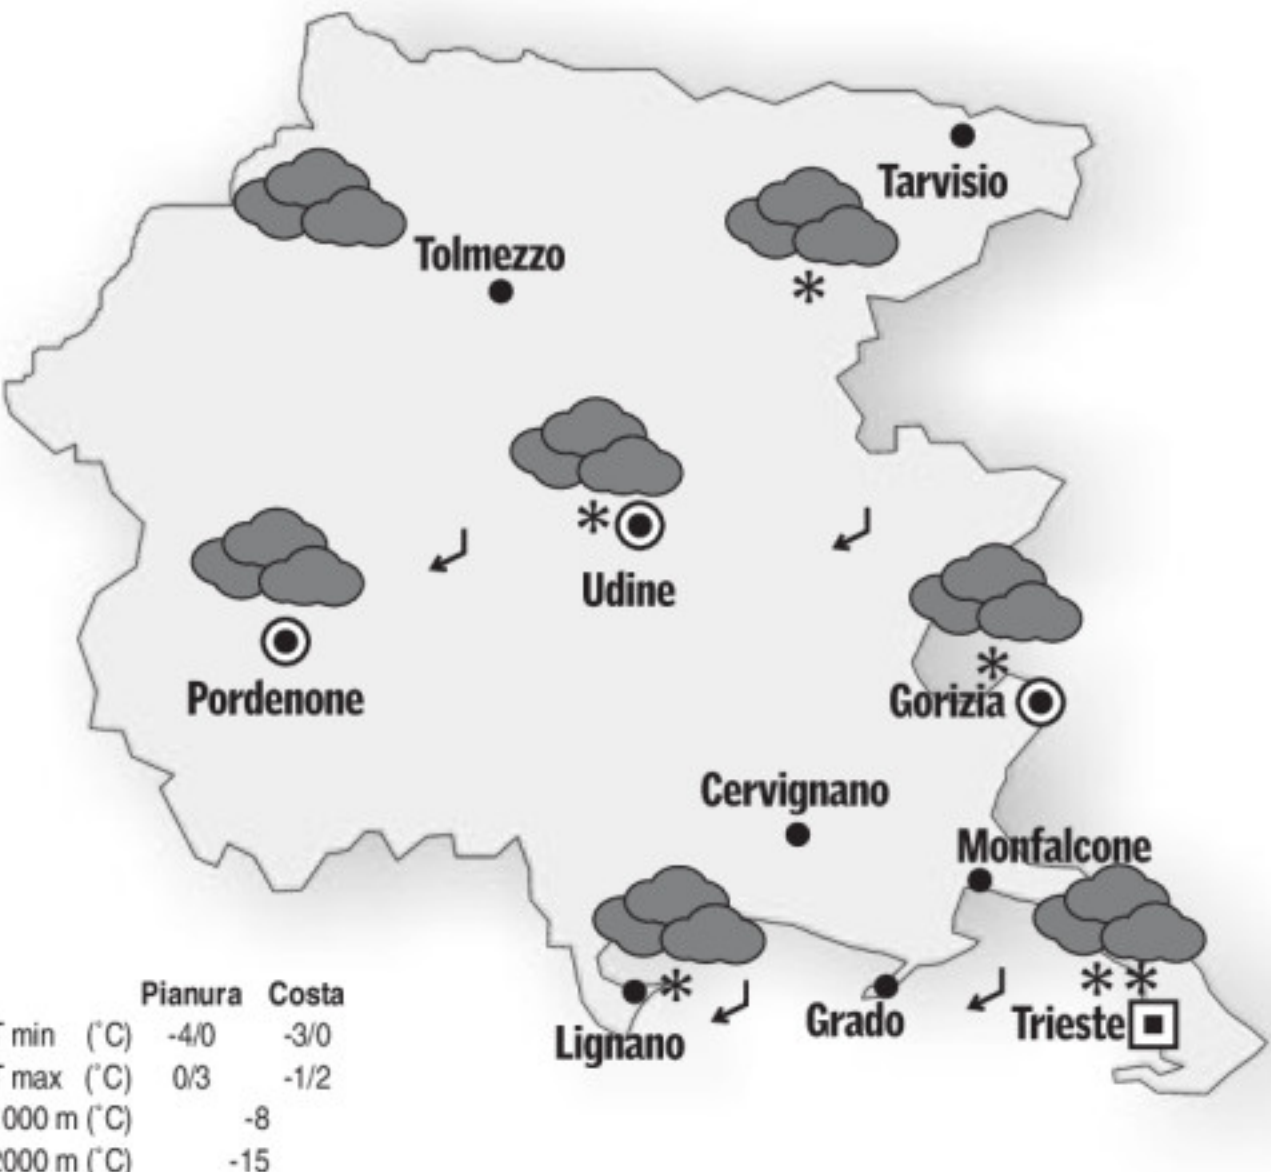 Tarvisio
Tolmezzo
Udine
Pordenone
Gorizia
Cervignano
Monfalcone
Grado
Trieste
Lignano
Pianura Costa
T min (°C) -4/0 -3/0
T max (°C) 0/3 -1/2
000 m (°C) -8
2000 m (°C) -15